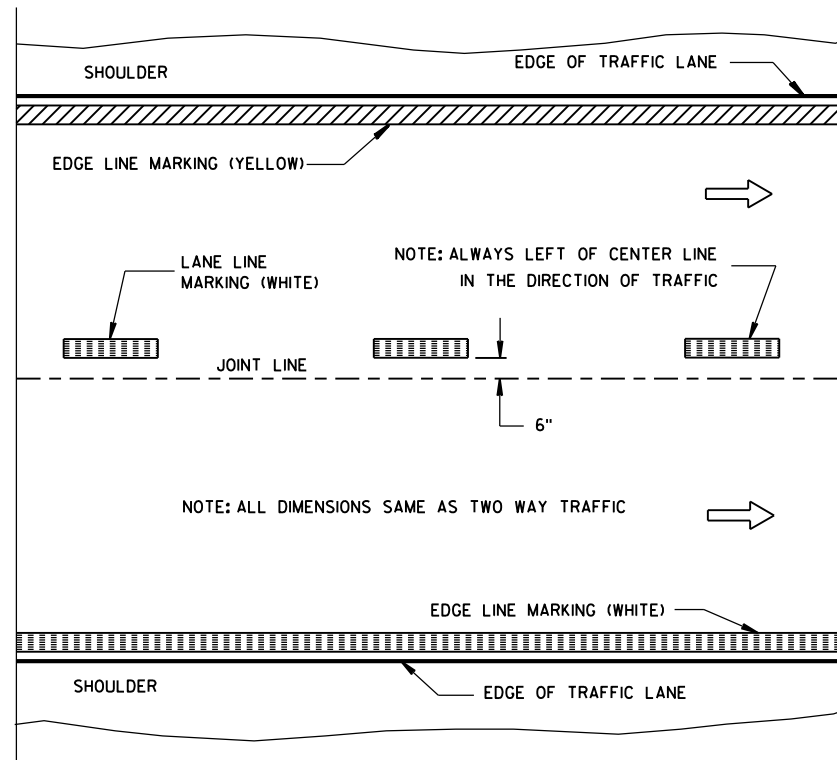 EDGE OF TRAFFIC LANE
SHOULDER
EDGE LINE MARKING (YELLOW)
LANE LINE
MARKING (WHITE)
NOTE: ALWAYS LEFT OF CENTER LINE
IN THE DIRECTION OF TRAFFIC
JOINT LINE
6"
NOTE: ALL DIMENSIONS SAME AS TWO WAY TRAFFIC
EDGE LINE MARKING (WHITE)
SHOULDER
EDGE OF TRAFFIC LANE